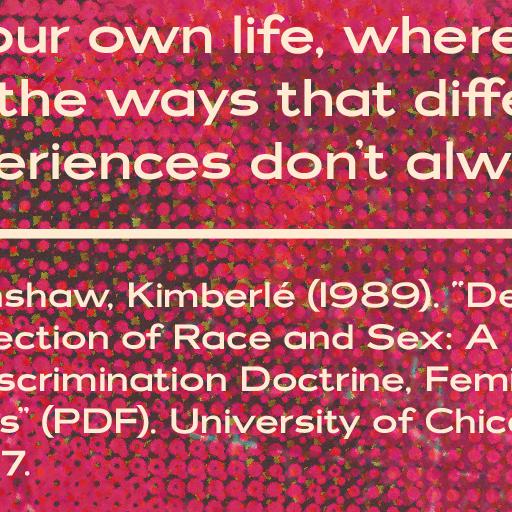 our own life, where
the ways that diffe
eriences don't alw
nshaw, Kimberlé (1989). "De
ection of Race and Sex: A
scrimination Doctrine, Femi
s" (PDF). University of Chic
7.